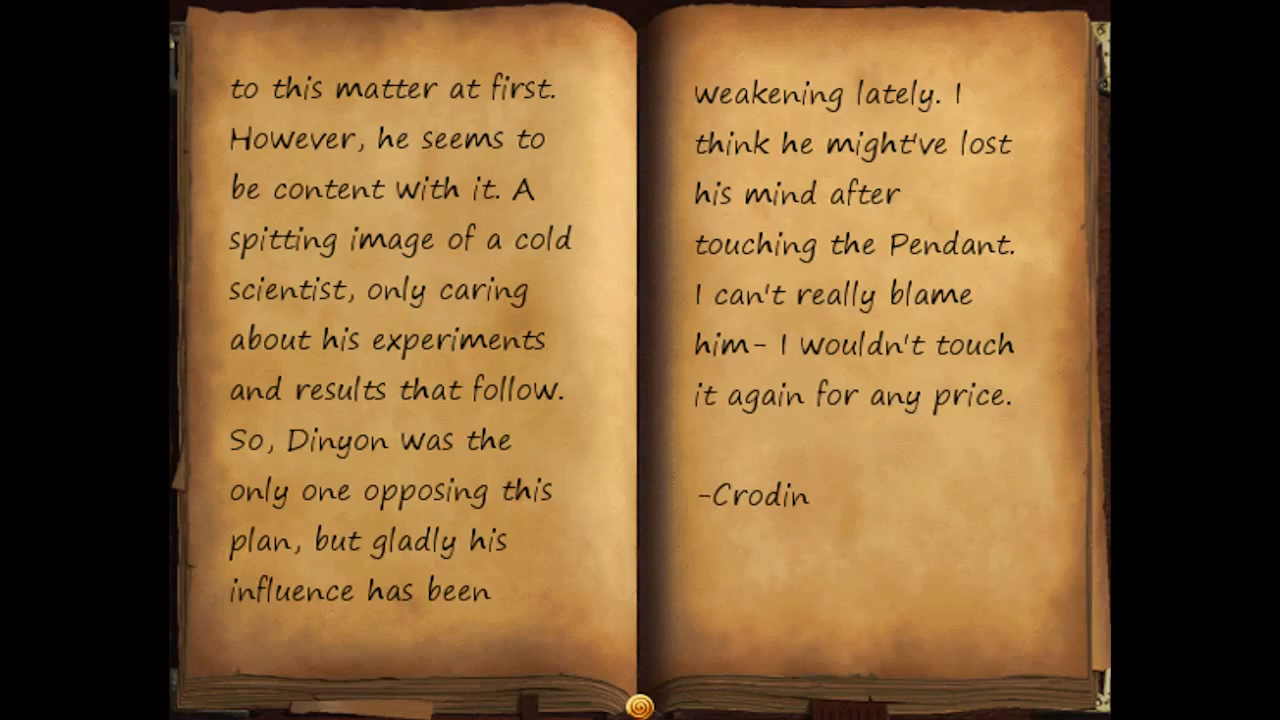 to this matter at first.
However, he seems to
be content with it. A
spitting image of a cold
scientist, only caring
about his experiments
and results that follow.
So, Dinyon was the
only one opposing this
plan, but gladly his
influence has been
weakening lately. I
think he might've lost
his mind after
touching the Pendant.
I can't really blame
him- I wouldn't touch
it again for any price.
-Crodin